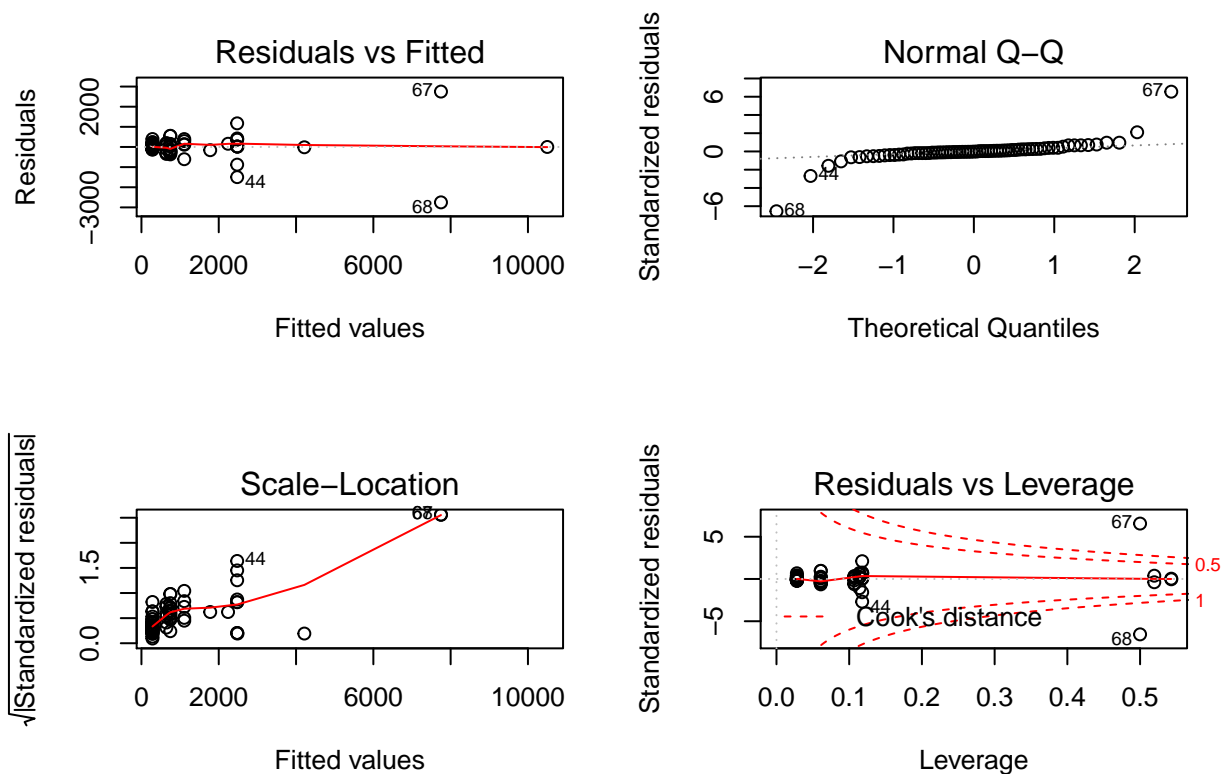 Residuals vs Fitted
Residuals
2000
−3000
67
44
68
0 2000 6000 10000
Fitted values
Normal Q−Q
Standardized residuals
6
0
−6
67
44
68
−2 −1 0 1 2
Theoretical Quantiles
Scale−Location
√|Standardized residuals|
1.5
0.0
67
68
44
0 2000 6000 10000
Fitted values
Residuals vs Leverage
Standardized residuals
5
0
−5
67
0.5
1
44
Cook's distance
68
0.0 0.1 0.2 0.3 0.4 0.5
Leverage